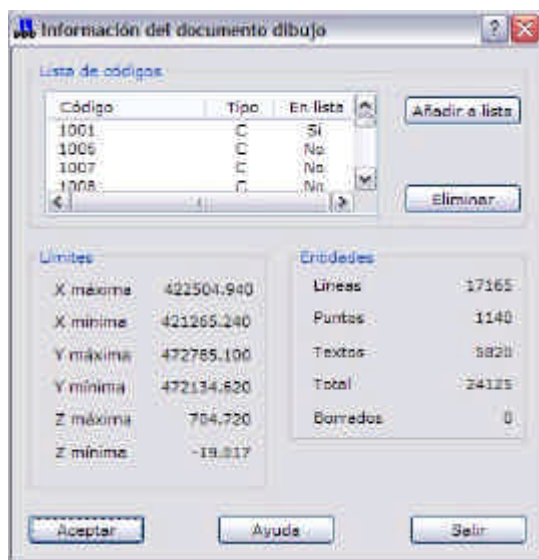 Información del documento dibujo
Lista de códigos
Código Tipo En lista
1001 C Sí
1006 C No
1007 C No
1008 C No
Añadir a lista
Eliminar
Límites
X máxima 422504.940
X mínima 421265.240
Y máxima 472785.100
Y mínima 472134.620
Z máxima 704.720
Z mínima -19.017
Entidades
Líneas 17165
Puntos 1140
Textos 5820
Total 24125
Borrados 0
Aceptar
Ayuda
Salir